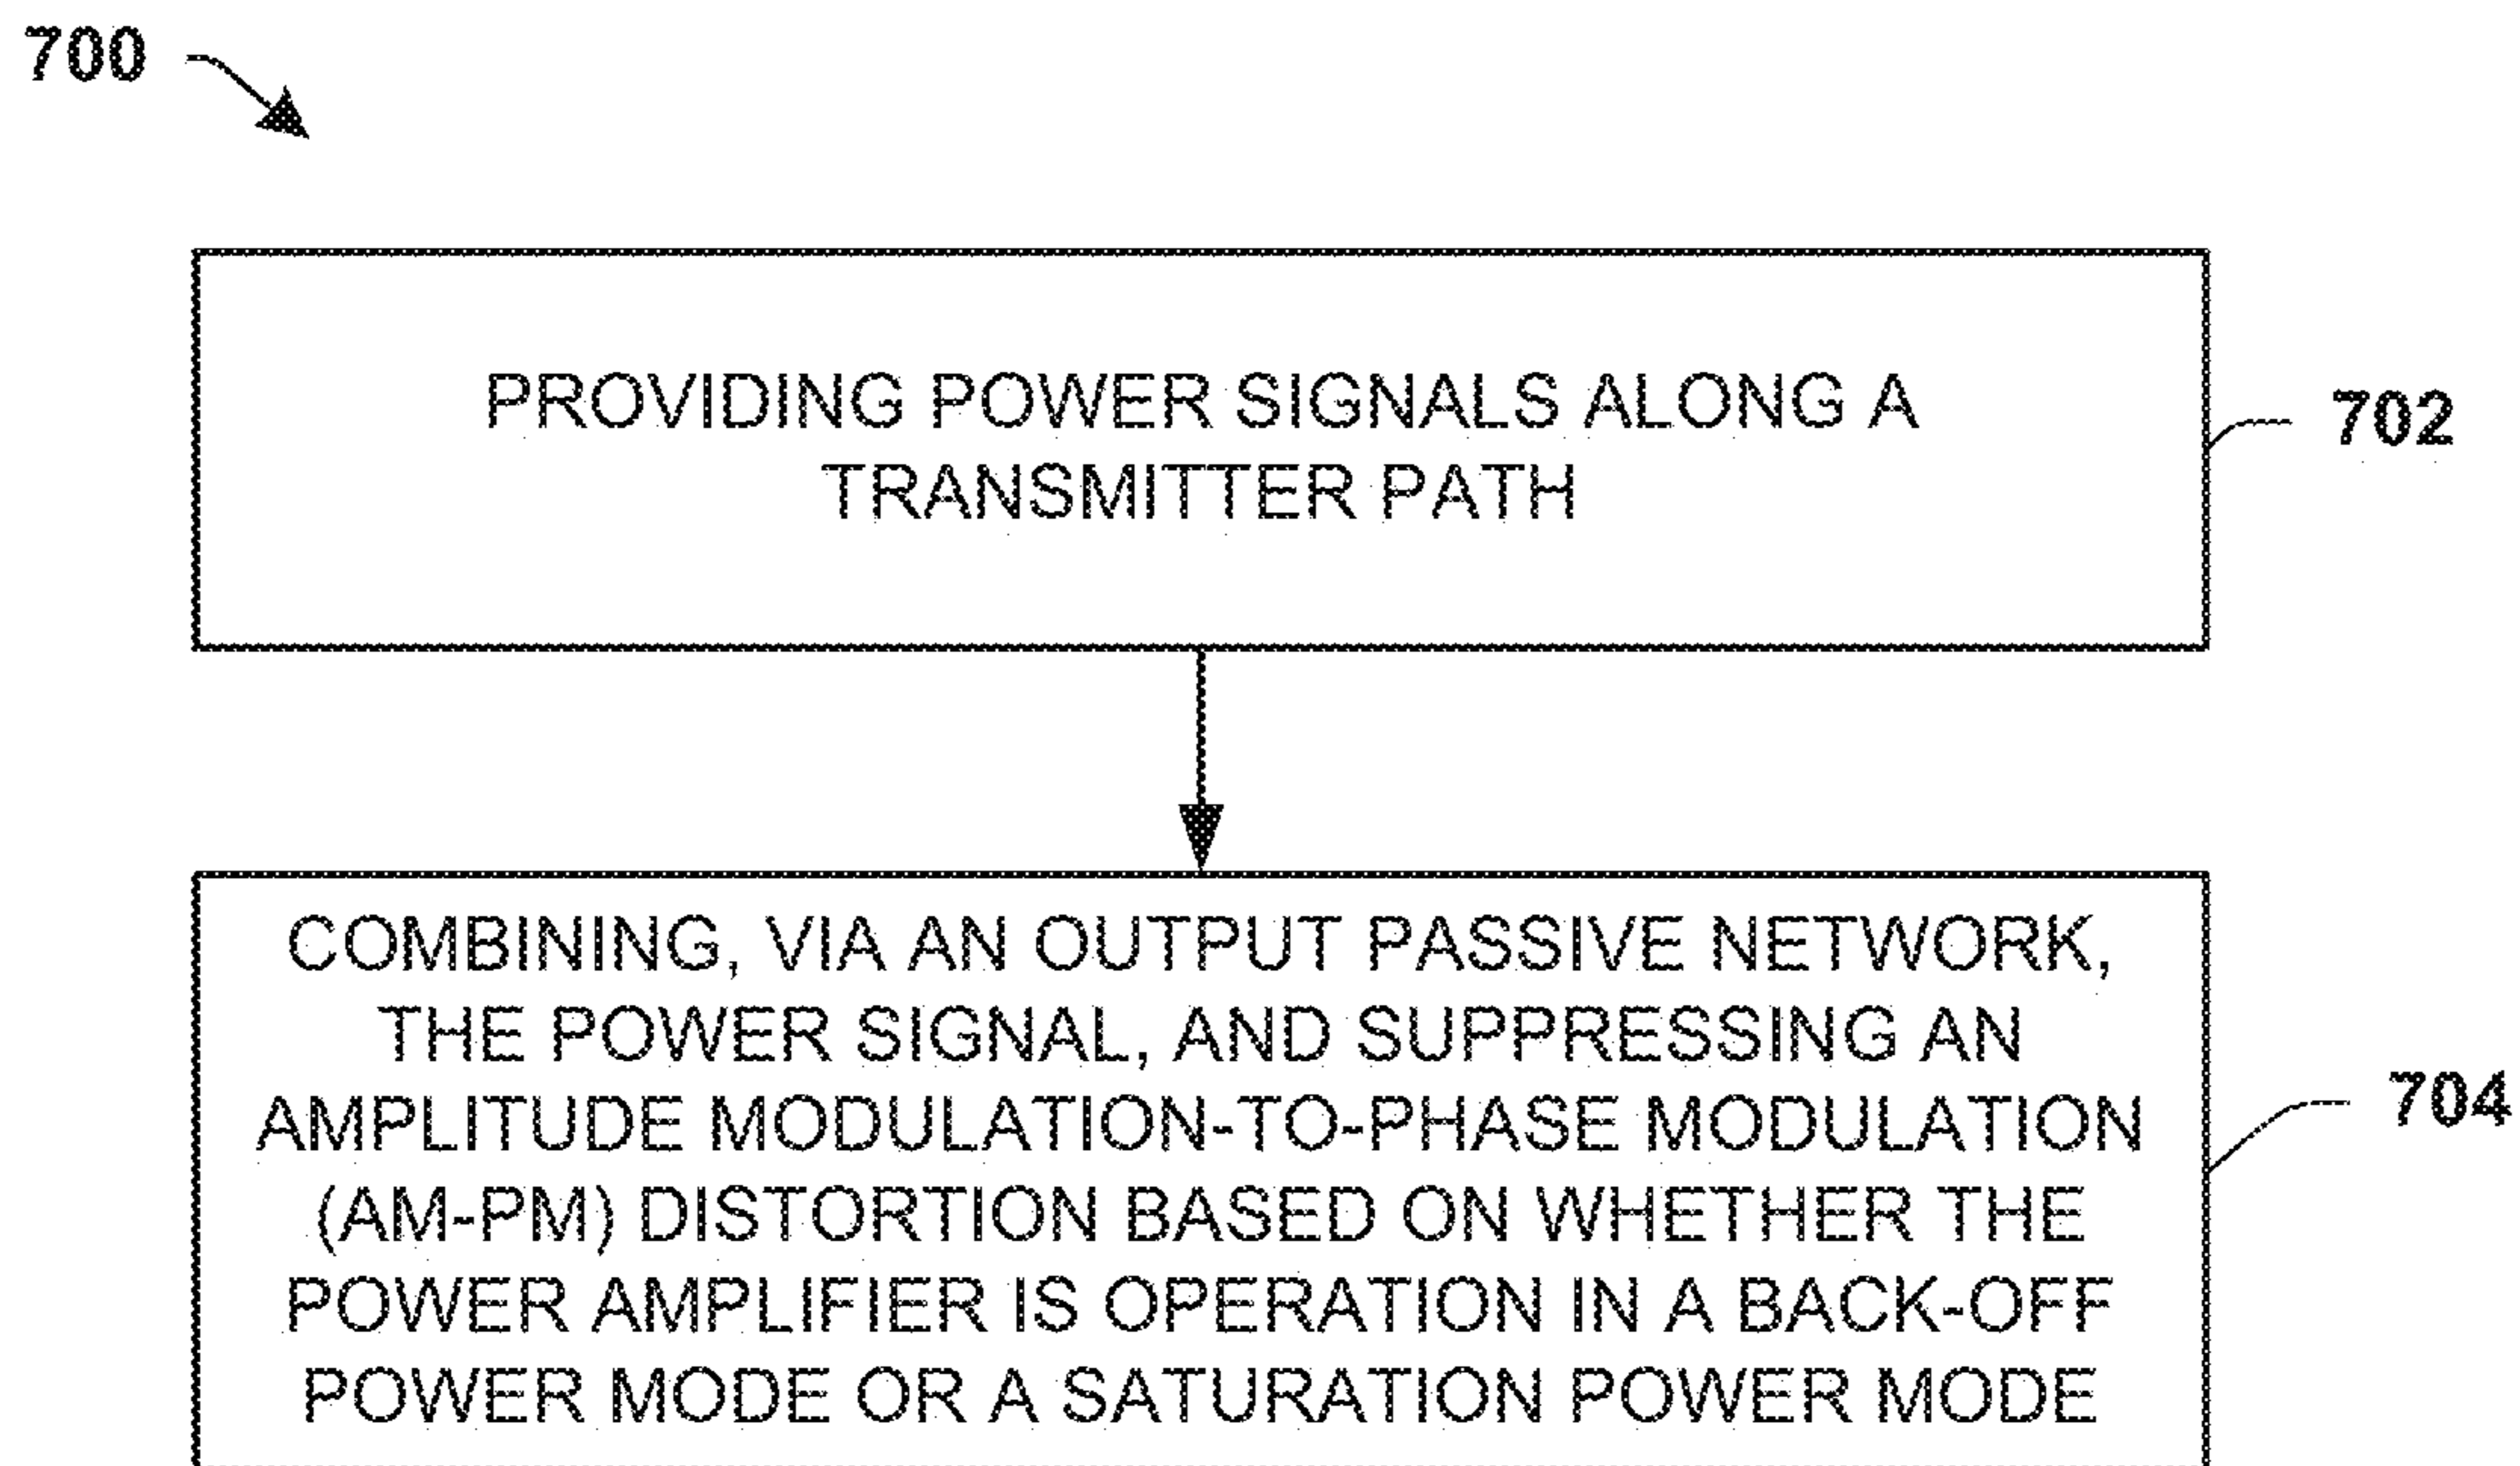 700
PROVIDING POWER SIGNALS ALONG A
TRANSMITTER PATH
702
COMBINING, VIA AN OUTPUT PASSIVE NETWORK,
THE POWER SIGNAL, AND SUPPRESSING AN
AMPLITUDE MODULATION-TO-PHASE MODULATION
(AM-PM) DISTORTION BASED ON WHETHER THE
POWER AMPLIFIER IS OPERATION IN A BACK-OFF
POWER MODE OR A SATURATION POWER MODE
704